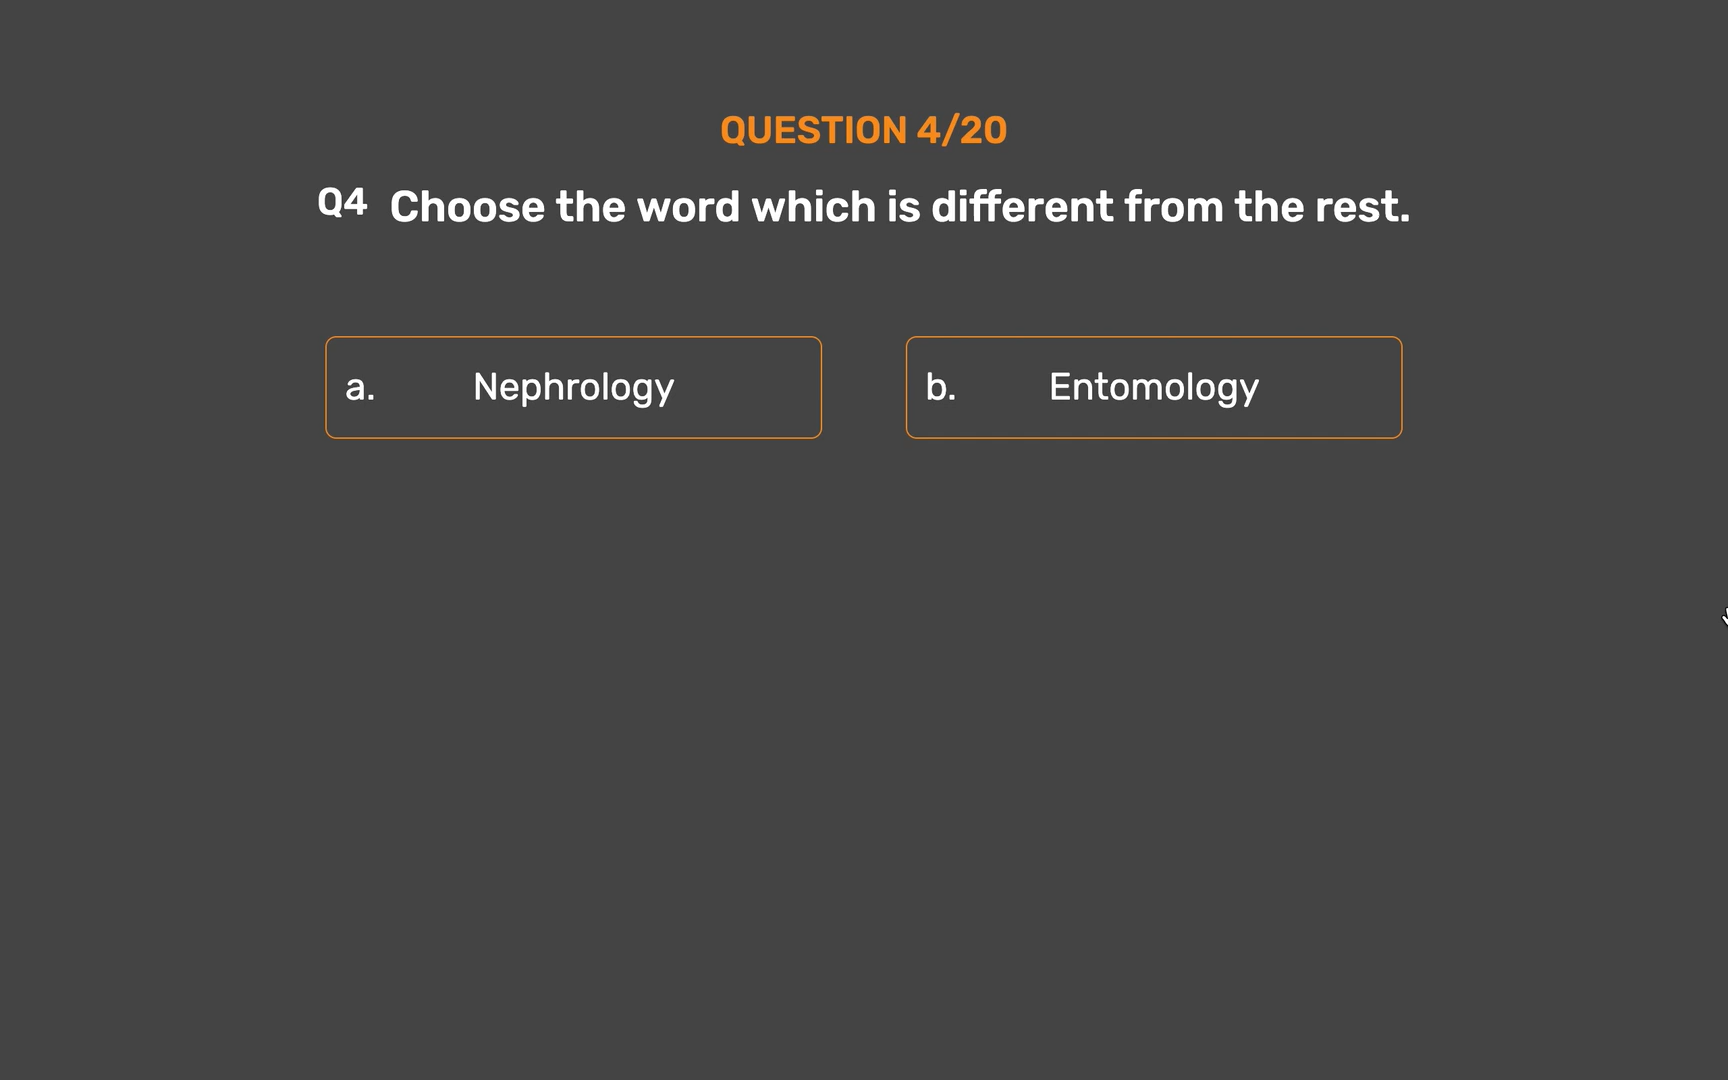 QUESTION 4/20
Q4 Choose the word which is different from the rest.
a. Nephrology
b. Entomology